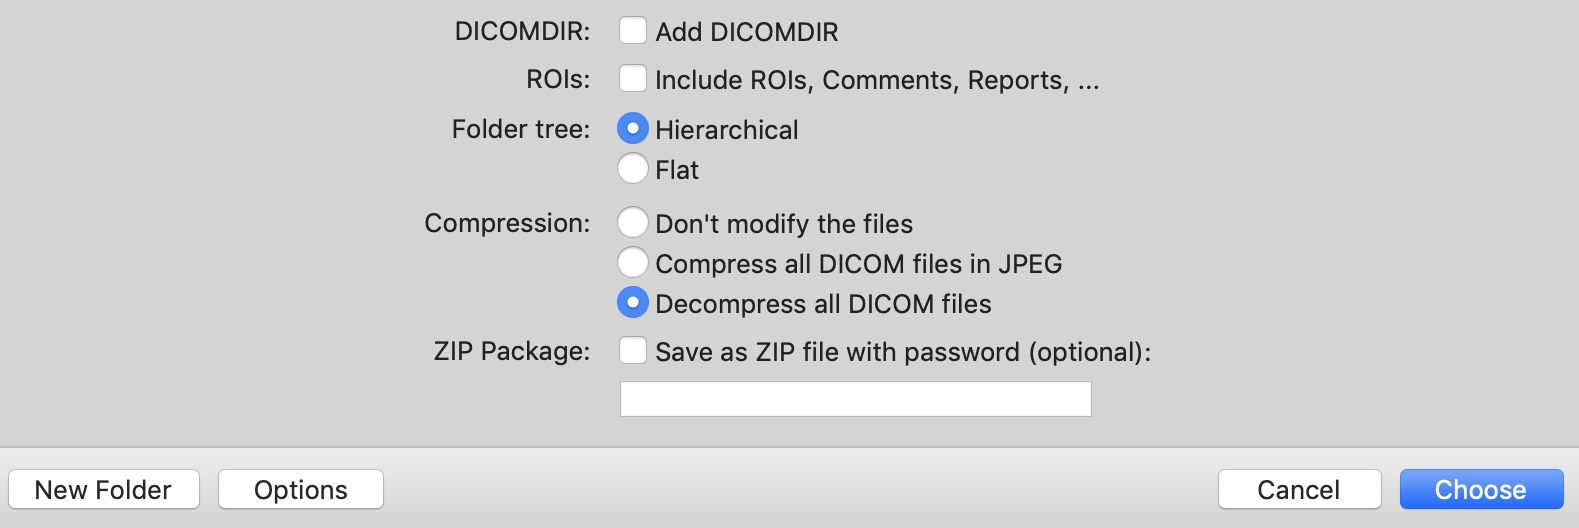 DICOMDIR: Add DICOMDIR
ROIs: Include ROIs, Comments, Reports, ...
Folder tree: Hierarchical
Flat
Compression: Don't modify the files
Compress all DICOM files in JPEG
Decompress all DICOM files
ZIP Package: Save as ZIP file with password (optional):
New Folder Options Cancel Choose